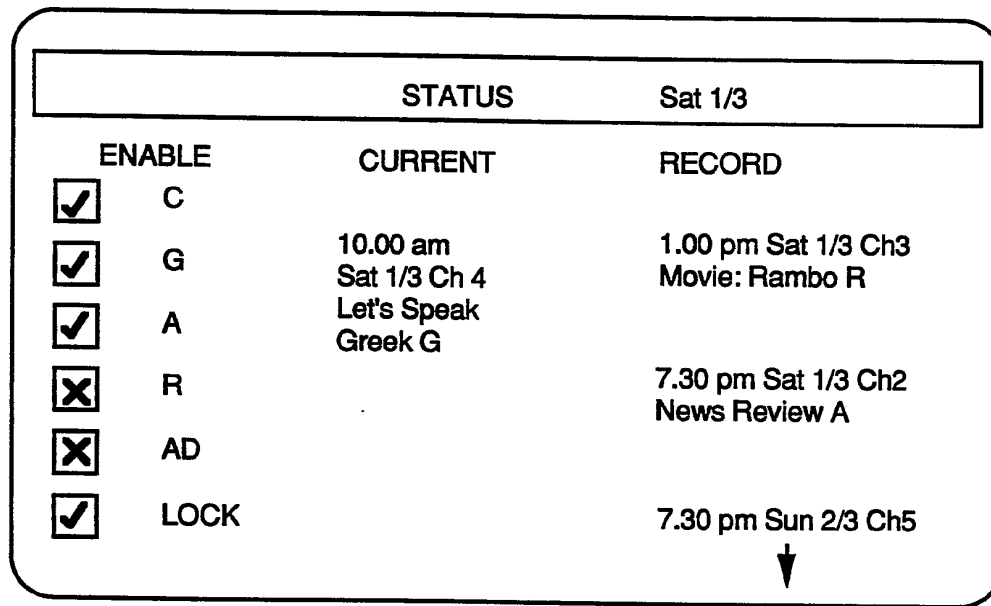 STATUS Sat 1/3
ENABLE CURRENT RECORD
C
G
A
R
AD
LOCK
10.00 am
Sat 1/3 Ch 4
Let's Speak
Greek G
1.00 pm Sat 1/3 Ch3
Movie: Rambo R
7.30 pm Sat 1/3 Ch2
News Review A
7.30 pm Sun 2/3 Ch5